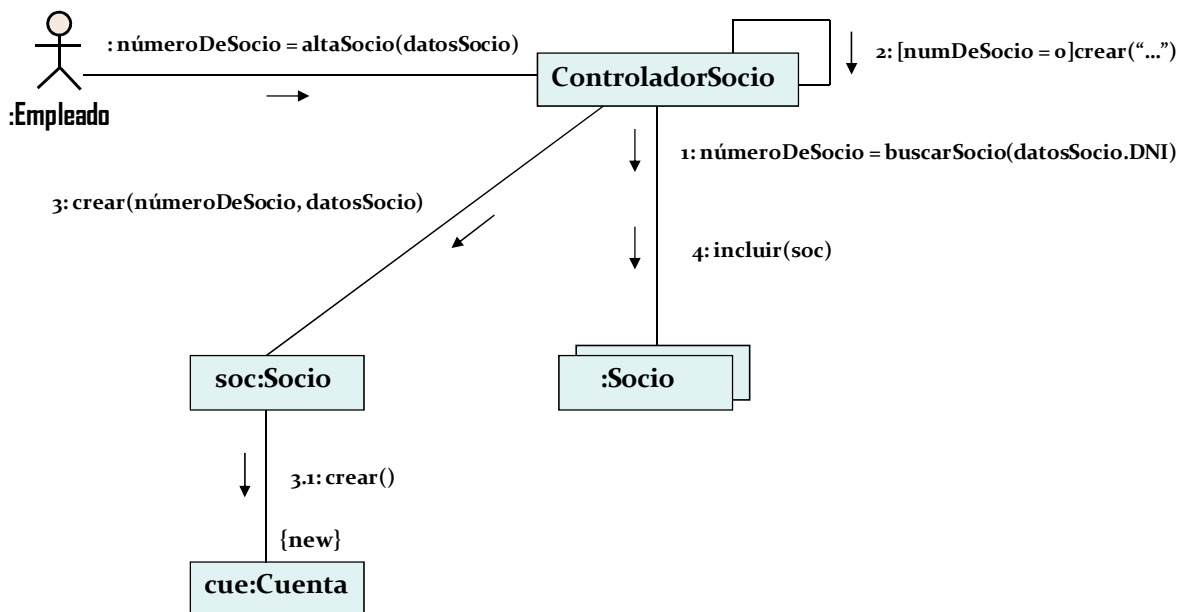 : númeroDeSocio = altaSocio(datosSocio)
2: [numDeSocio = 0]crear(“...”)
ControladorSocio
:Empleado
1: númeroDeSocio = buscarSocio(datosSocio.DNI)
3: crear(númeroDeSocio, datosSocio)
4: incluir(soc)
soc:Socio
:Socio
3.1: crear()
{new}
cue:Cuenta